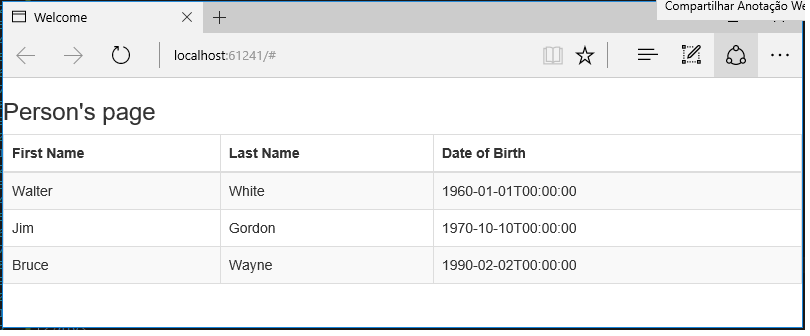 Compartilhar Anotação We
Welcome
localhost:61241/#
Person's page
First Name Last Name Date of Birth
Walter White 1960-01-01T00:00:00
Jim Gordon 1970-10-10T00:00:00
Bruce Wayne 1990-02-02T00:00:00